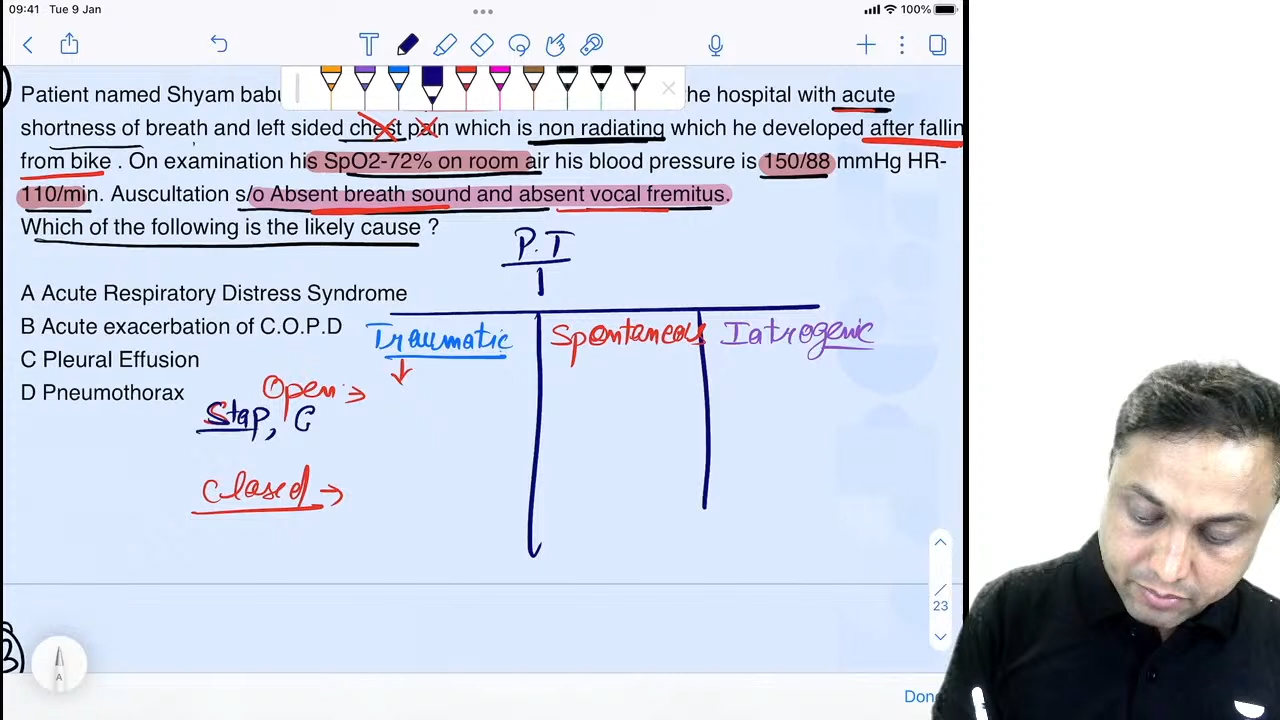 09:41 Tue 9 Jan
100%
Patient named Shyam babu he hospital with acute
shortness of breath and left sided chest pain which is non radiating which he developed after fallin
from bike . On examination his SpO2-72% on room air his blood pressure is 150/88 mmHg HR-
110/min. Auscultation s/o Absent breath sound and absent vocal fremitus.
Which of the following is the likely cause ?
P.T
A Acute Respiratory Distress Syndrome
B Acute exacerbation of C.O.P.D
C Pleural Effusion
D Pneumothorax
Traumatic
Spontaneous
Iatrogenic
Open →
Stap, G
Closed →
23
A
Don